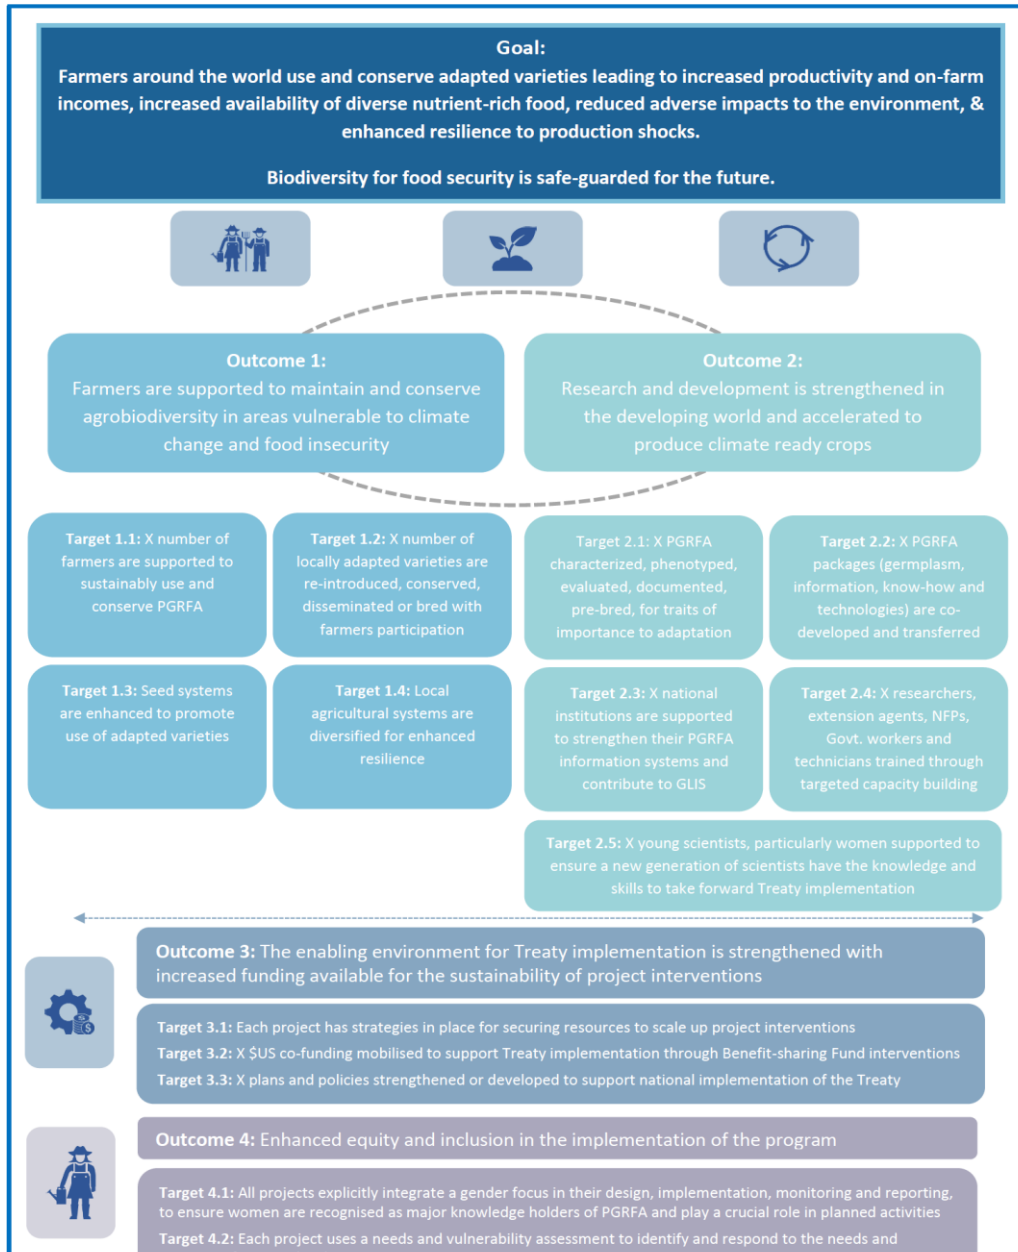 Goal:
Farmers around the world use and conserve adapted varieties leading to increased productivity and on-farm
incomes, increased availability of diverse nutrient-rich food, reduced adverse impacts to the environment, &
enhanced resilience to production shocks.
Biodiversity for food security is safe-guarded for the future.
Outcome 1:
Farmers are supported to maintain and conserve
agrobiodiversity in areas vulnerable to climate
change and food insecurity
Outcome 2:
Research and development is strengthened in
the developing world and accelerated to
produce climate ready crops
Target 1.1: X number of
farmers are supported to
sustainably use and
conserve PGRFA
Target 1.2: X number of
locally adapted varieties are
re-introduced, conserved,
disseminated or bred with
farmers participation
Target 2.1: X PGRFA
characterized, phenotyped,
evaluated, documented,
pre-bred, for traits of
importance to adaptation
Target 2.2: X PGRFA
packages (germplasm,
information, know-how and
technologies) are co-
developed and transferred
Target 1.3: Seed systems
are enhanced to promote
use of adapted varieties
Target 1.4: Local
agricultural systems are
diversified for enhanced
resilience
Target 2.3: X national
institutions are supported
to strengthen their PGRFA
information systems and
contribute to GLIS
Target 2.4: X researchers,
extension agents, NFPs,
Govt. workers and
technicians trained through
targeted capacity building
Target 2.5: X young scientists, particularly women supported to
ensure a new generation of scientists have the knowledge and
skills to take forward Treaty implementation
Outcome 3: The enabling environment for Treaty implementation is strengthened with
increased funding available for the sustainability of project interventions
Target 3.1: Each project has strategies in place for securing resources to scale up project interventions
Target 3.2: X $US co-funding mobilised to support Treaty implementation through Benefit-sharing Fund interventions
Target 3.3: X plans and policies strengthened or developed to support national implementation of the Treaty
Outcome 4: Enhanced equity and inclusion in the implementation of the program
Target 4.1: All projects explicitly integrate a gender focus in their design, implementation, monitoring and reporting,
to ensure women are recognised as major knowledge holders of PGRFA and play a crucial role in planned activities
Target 4.2: Each project uses a needs and vulnerability assessment to identify and respond to the needs and